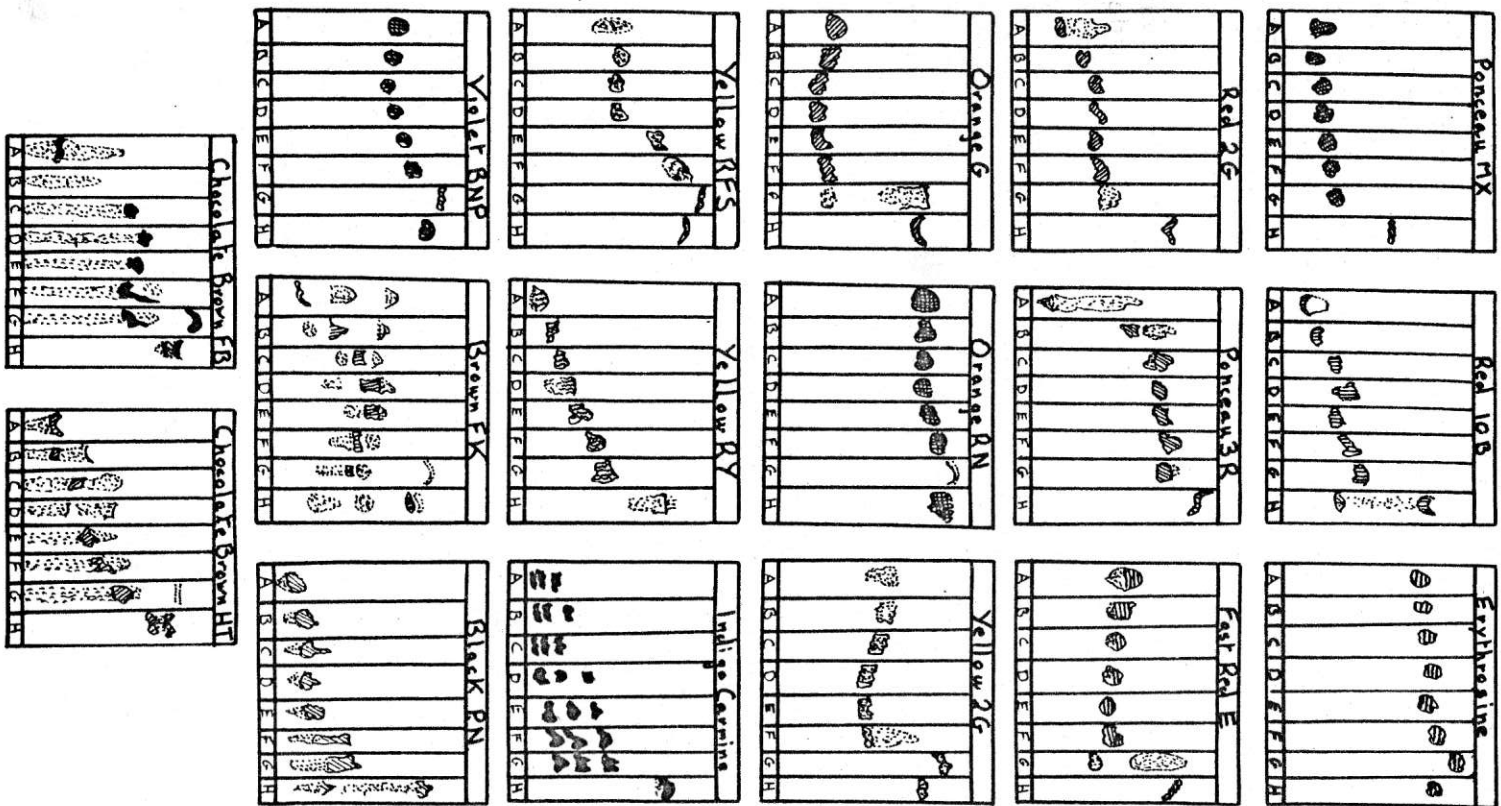 Ponceau MX
A B C D E F G H
Red 10B
A B C D E F G H
Erythrosine
A B C D E F G H
Red 2G
A B C D E F G H
Ponceau 3R
A B C D E F G H
Fast Red E
A B C D E F G H
Orange G
A B C D E F G H
Orange RN
A B C D E F G H
Yellow 2G
A B C D E F G H
Yellow RFS
A B C D E F G H
Yellow RY
A B C D E F G H
Indigo Carmine
A B C D E F G H
Violet BNP
A B C D E F G H
Brown FK
A B C D E F G H
Black RN
A B C D E F G H
Chocolate Brown FB
A B C D E F G H
Chocolate Brown HT
A B C D E F G H